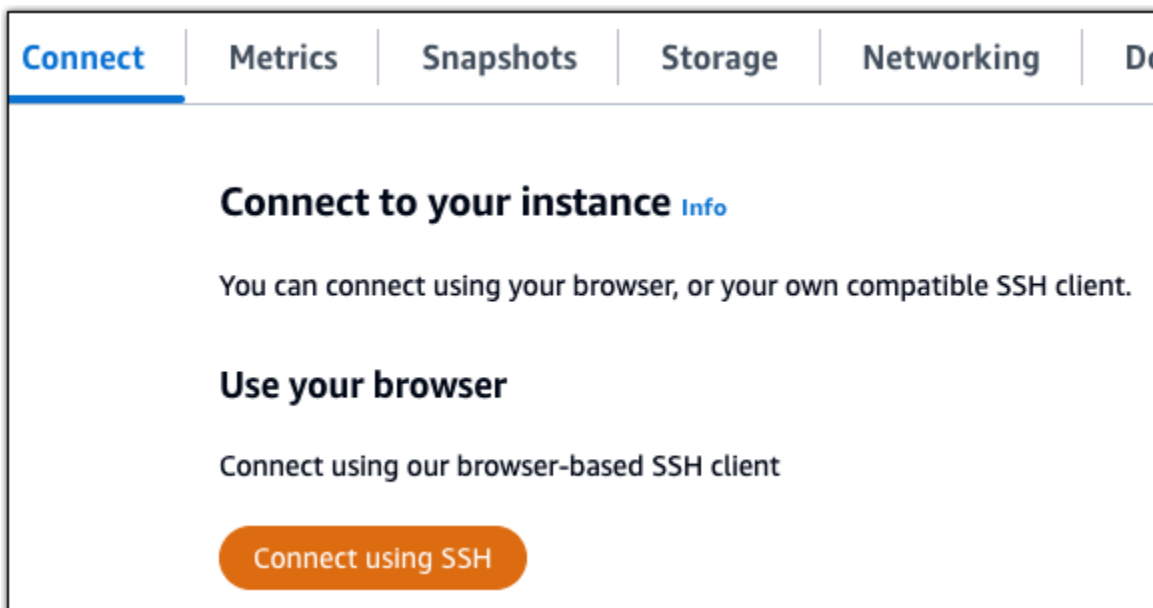 Connect Metrics Snapshots Storage Networking
Connect to your instance Info
You can connect using your browser, or your own compatible SSH client.
Use your browser
Connect using our browser-based SSH client
Connect using SSH